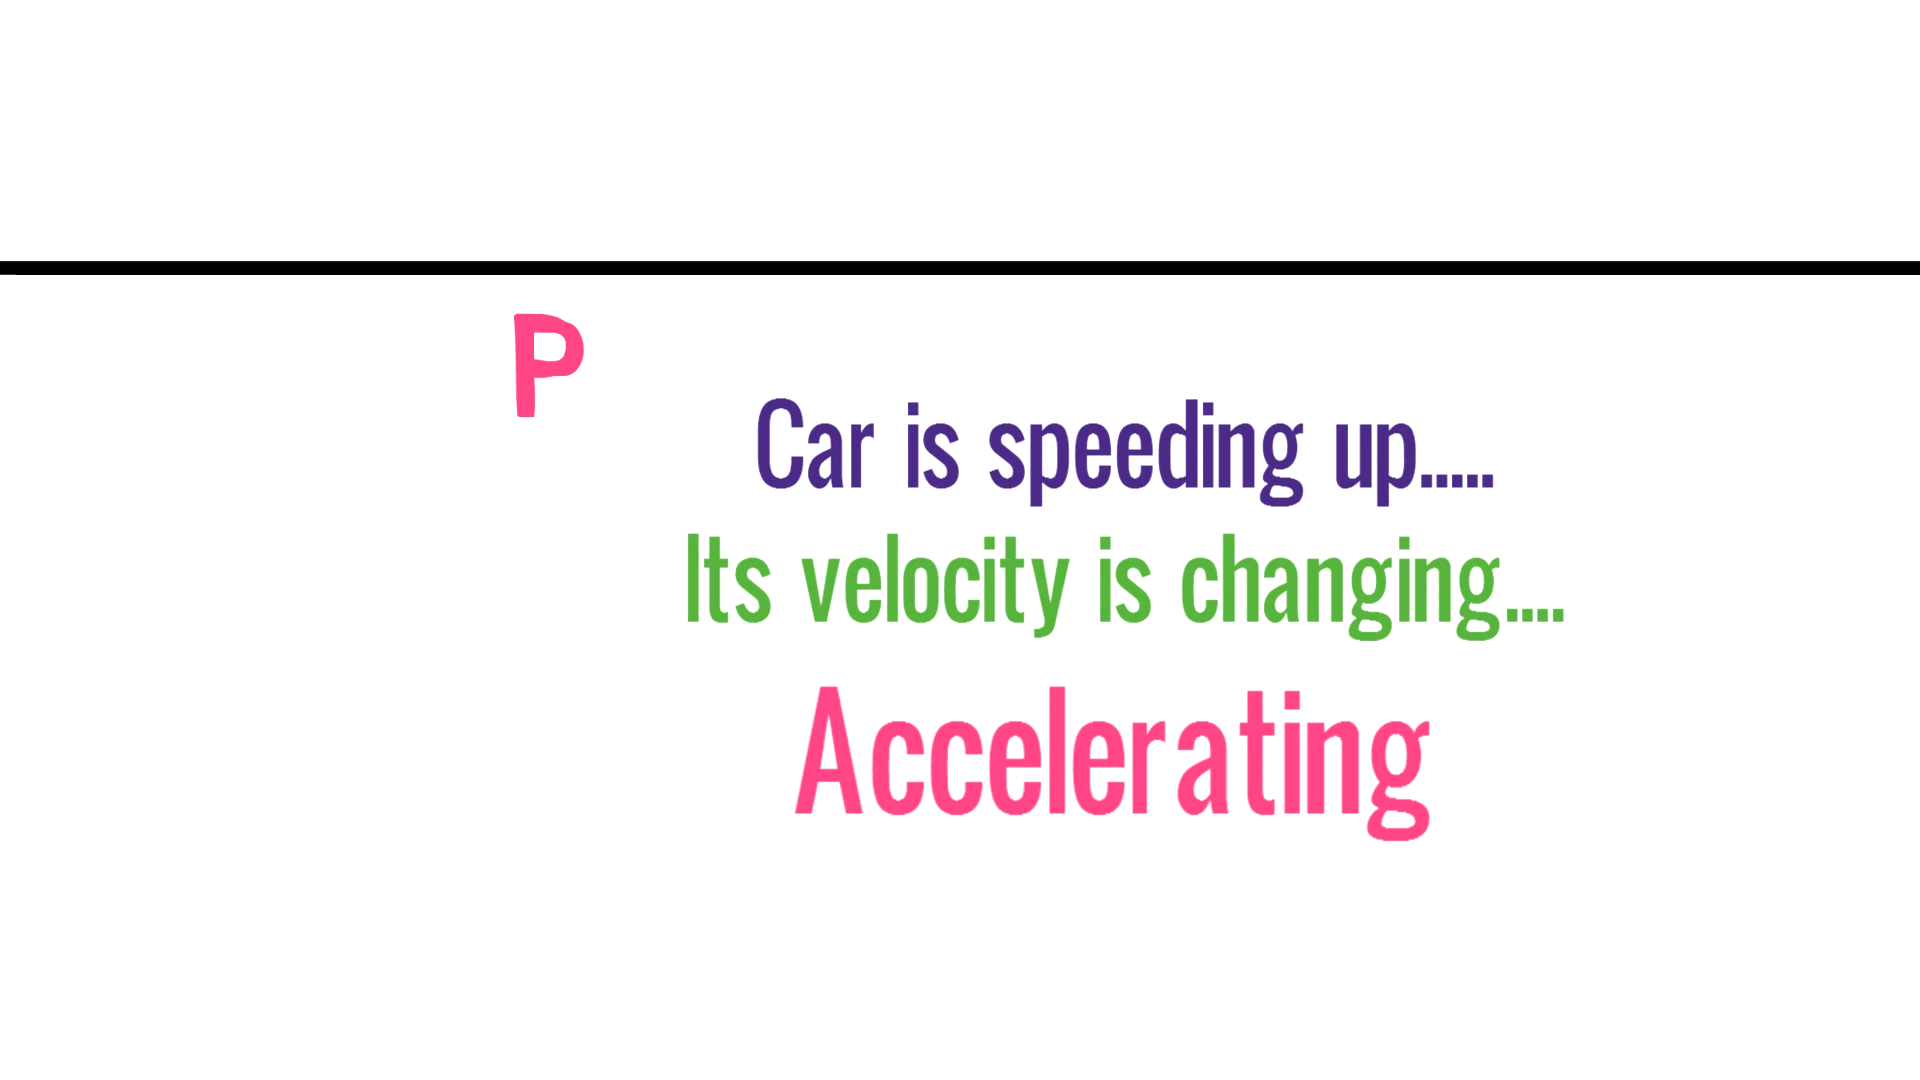 P
Car is speeding up.....
Its velocity is changing....
Accelerating